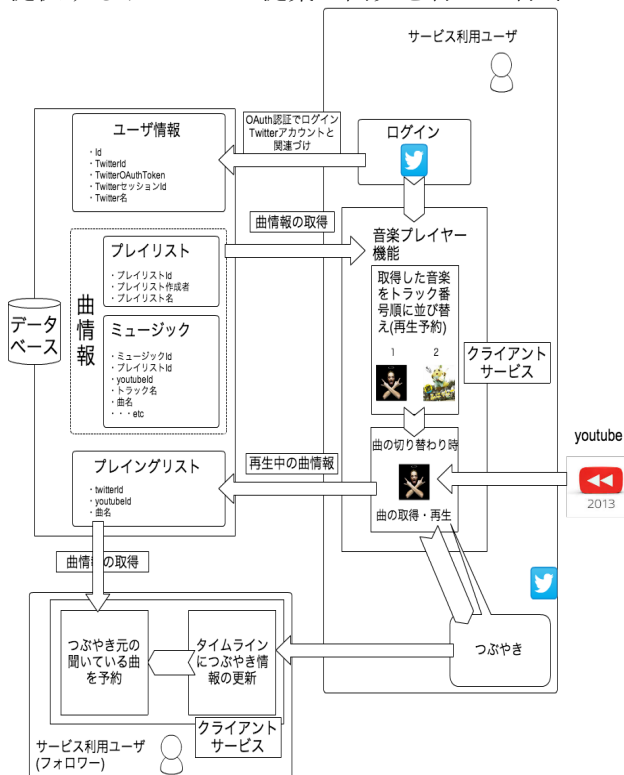 サービス利用ユーザ
ユーザ情報
・Id
・TwitterId
・TwitterOAuthToken
・TwitterセッションId
・Twitter名
OAuth認証でログイン
Twitterアカウントと
関連づけ
ログイン
曲情報の取得
プレイリスト
・プレイリストId
・プレイリスト作成者
・プレイリスト名
音楽プレイヤー
機能
取得した音楽
をトラック番
号順に並び替
え(再生予約)
1 2
データ
ベース
曲情報
ミュージック
・ミュージックId
・プレイリストId
・youtubeId
・トラック名
・曲名
・・・etc
クライアント
サービス
曲の切り替わり時
曲の取得・再生
youtube
2013
再生中の曲情報
プレイングリスト
・twitterId
・youtubeId
・曲名
曲情報の取得
つぶやき元の
聞いている曲
を予約
タイムライン
につぶやき情
報の更新
つぶやき
クライアント
サービス
サービス利用ユーザ
(フォロワー)